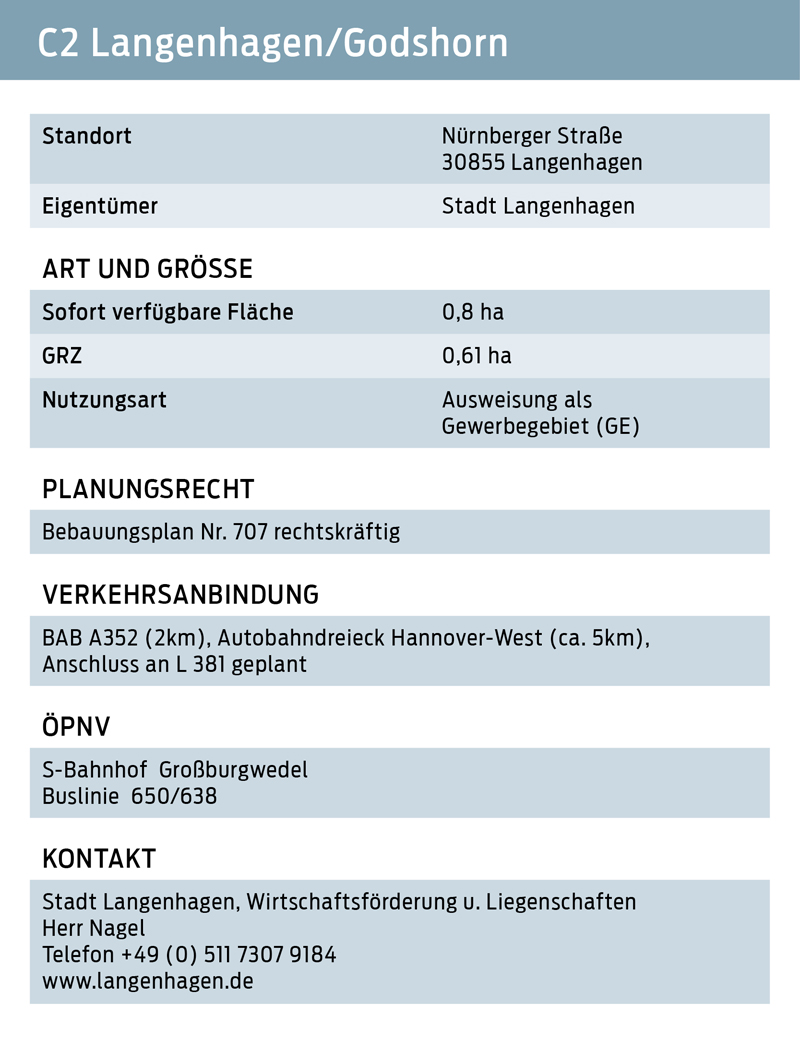 C2 Langenhagen/Godshorn
Standort Nürnberger Straße
30855 Langenhagen
Eigentümer Stadt Langenhagen
ART UND GRÖSSE
Sofort verfügbare Fläche 0,8 ha
GRZ 0,61 ha
Nutzungsart Ausweisung als
Gewerbegebiet (GE)
PLANUNGSRECHT
Bebauungsplan Nr. 707 rechtskräftig
VERKEHRSANBINDUNG
BAB A352 (2km), Autobahndreieck Hannover-West (ca. 5km),
Anschluss an L 381 geplant
ÖPNV
S-Bahnhof Großburgwedel
Buslinie 650/638
KONTAKT
Stadt Langenhagen, Wirtschaftsförderung u. Liegenschaften
Herr Nagel
Telefon +49 (0) 511 7307 9184
www.langenhagen.de